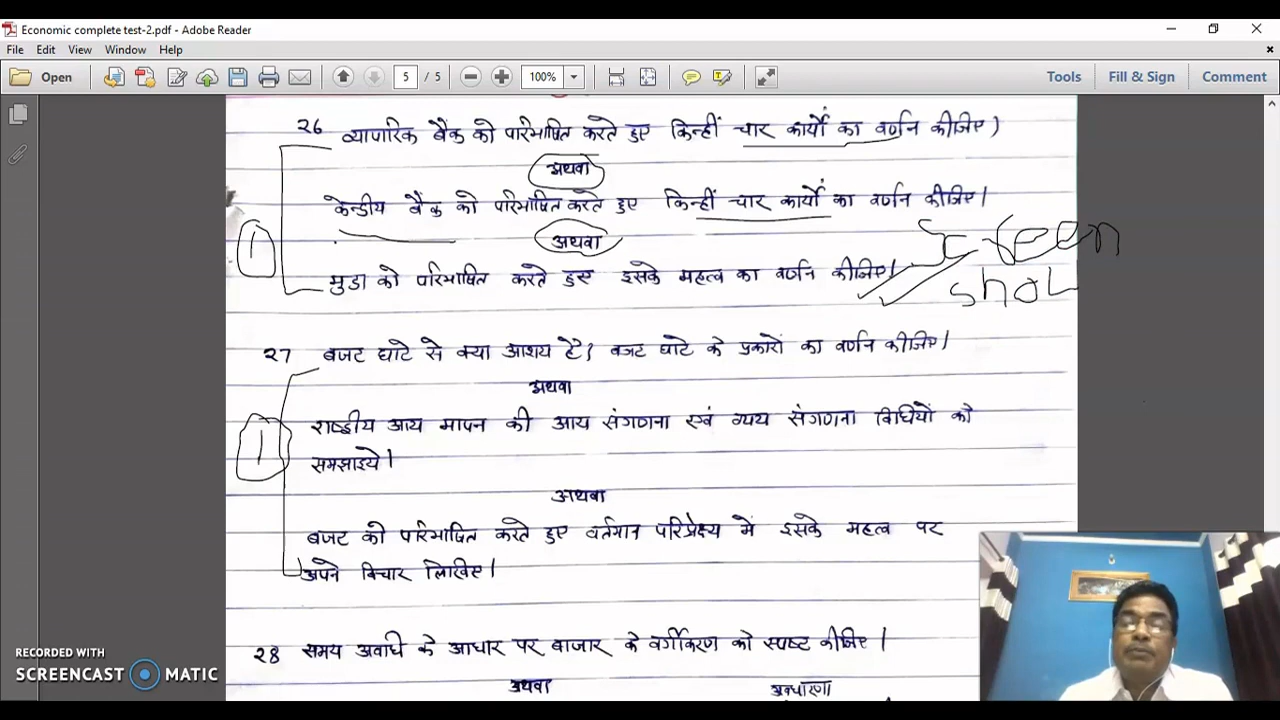 Economic complete test-2.pdf - Adobe Reader
File Edit View Window Help
Open 5 / 5 100% Tools Fill & Sign Comment
26 व्यापारिक बैंक को परिभाषित करते हुए किन्हीं चार कार्यों का वर्णन कीजिए।
अथवा
केन्द्रीय बैंक को परिभाषित करते हुए किन्हीं चार कार्यों का वर्णन कीजिए।
अथवा
1
Screen
मुद्रा को परिभाषित करते हुए इसके महत्व का वर्णन कीजिए।
shot
27 बजट घाटे से क्या आशय है? बजट घाटे के प्रकारों का वर्णन कीजिए।
अथवा
राष्ट्रीय आय मापन की आय संगणना एवं व्यय संगणना विधियों को
1
समझाइये।
अथवा
बजट को परिभाषित करते हुए वर्तमान परिप्रेक्ष्य में इसके महत्व पर
अपने विचार लिखिए।
28 समय अवधि के आधार पर बाजार के वर्गीकरण को स्पष्ट कीजिए।
अथवा अवधारणा
RECORDED WITH
SCREENCAST MATIC